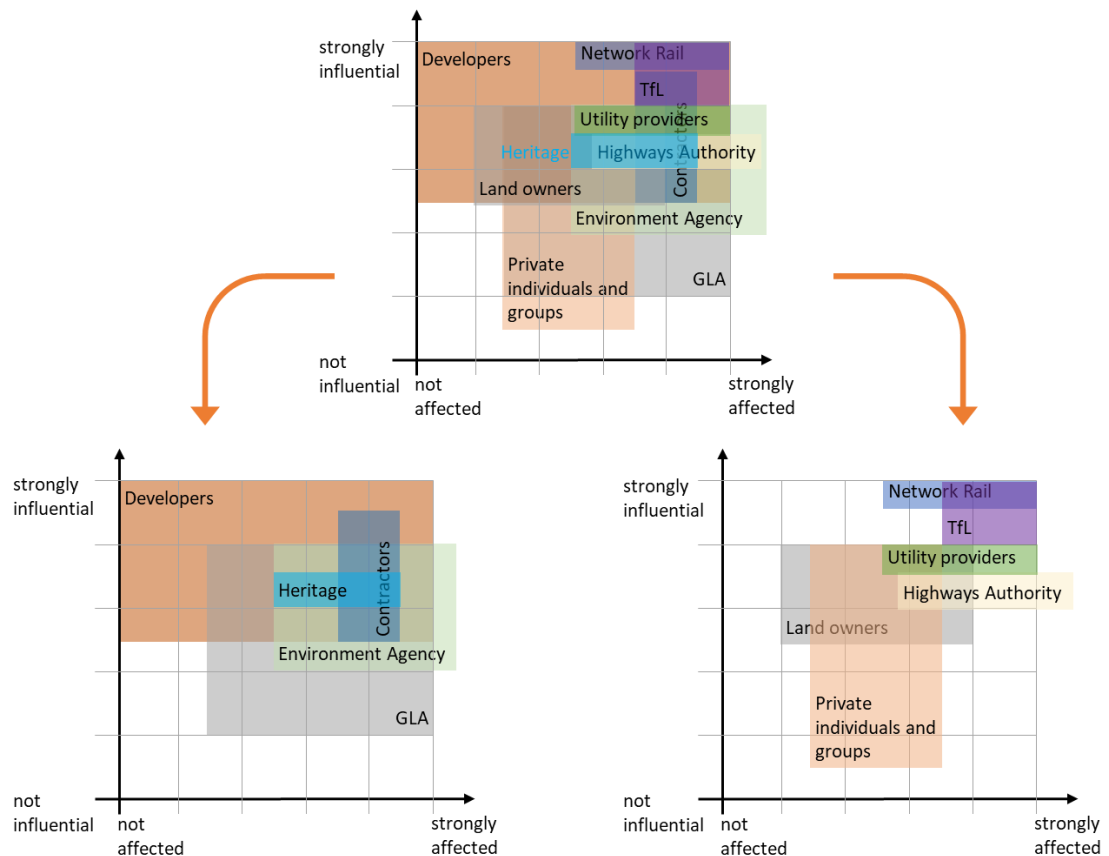 strongly
influential
Developers
Network Rail
TfL
Utility providers
Heritage
Highways Authority
Contractors
Land owners
Environment Agency
Private
individuals and
groups
GLA
not
influential
not
affected
strongly
affected
strongly
influential
Developers
Heritage
Contractors
Environment Agency
GLA
not
influential
not
affected
strongly
affected
strongly
influential
Network Rail
TfL
Utility providers
Highways Authority
Land owners
Private
individuals and
groups
not
influential
not
affected
strongly
affected